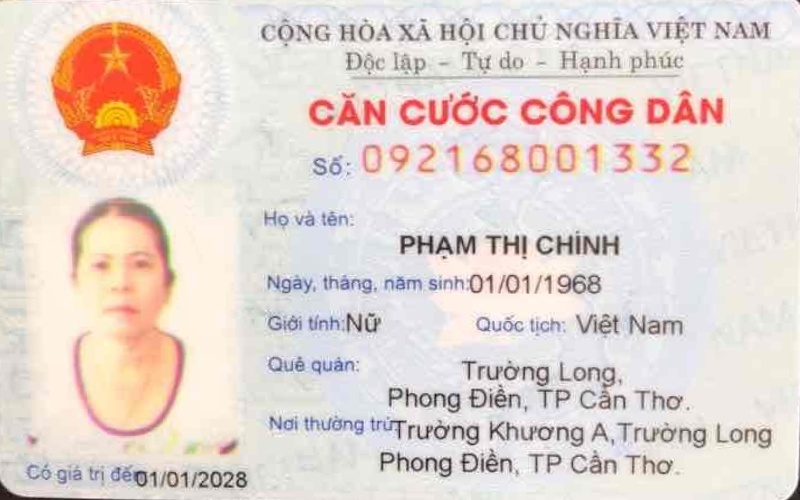 CỘNG HÒA XÃ HỘI CHỦ NGHĨA VIỆT NAM
Độc lập - Tự do - Hạnh phúc
CĂN CƯỚC CÔNG DÂN
Số: 092168001332
Họ và tên:
PHẠM THỊ CHÍNH
Ngày, tháng, năm sinh:01/01/1968
Giới tính:Nữ Quốc tịch: Việt Nam
Quê quán: Trường Long,
Phong Điền, TP Cần Thơ.
Nơi thường trú Trường Khương A,Trường Long
Phong Điền, TP Cần Thơ.
Có giá trị đến 01/01/2028